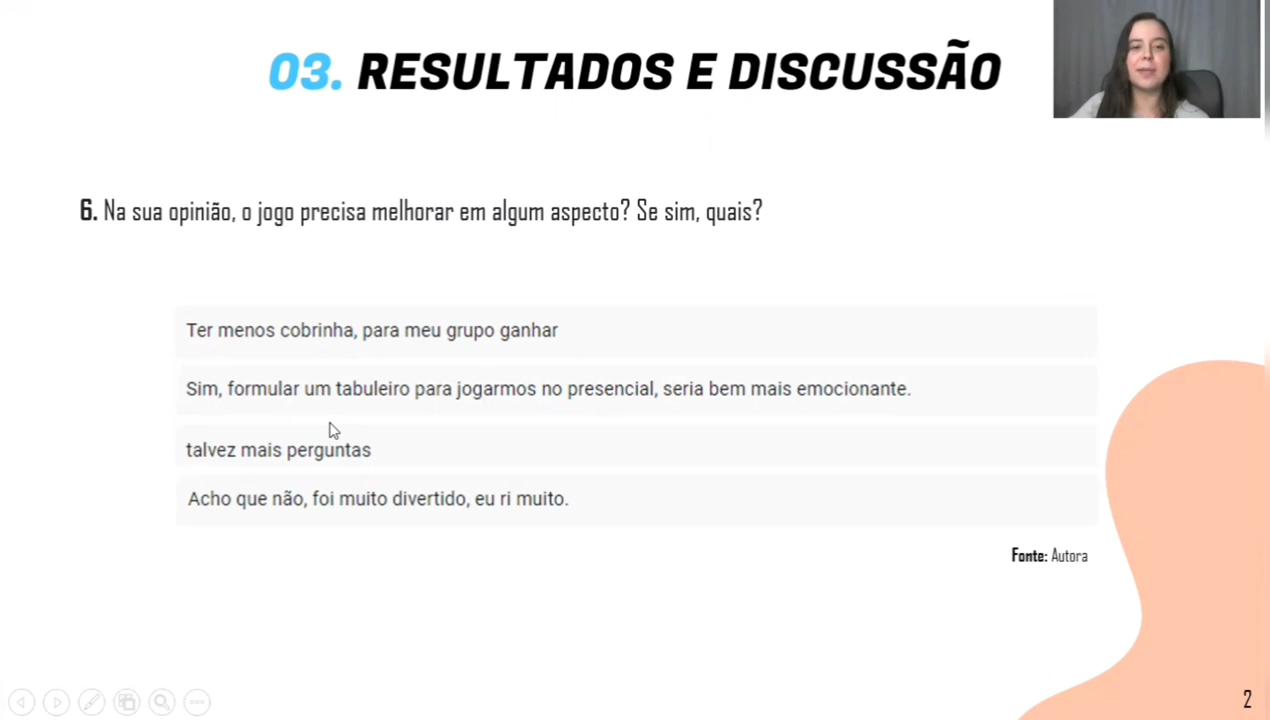 03. RESULTADOS E DISCUSSÃO
6. Na sua opinião, o jogo precisa melhorar em algum aspecto? Se sim, quais?
Ter menos cobrinha, para meu grupo ganhar
Sim, formular um tabuleiro para jogarmos no presencial, seria bem mais emocionante.
talvez mais perguntas
Acho que não, foi muito divertido, eu ri muito.
Fonte: Autora
2